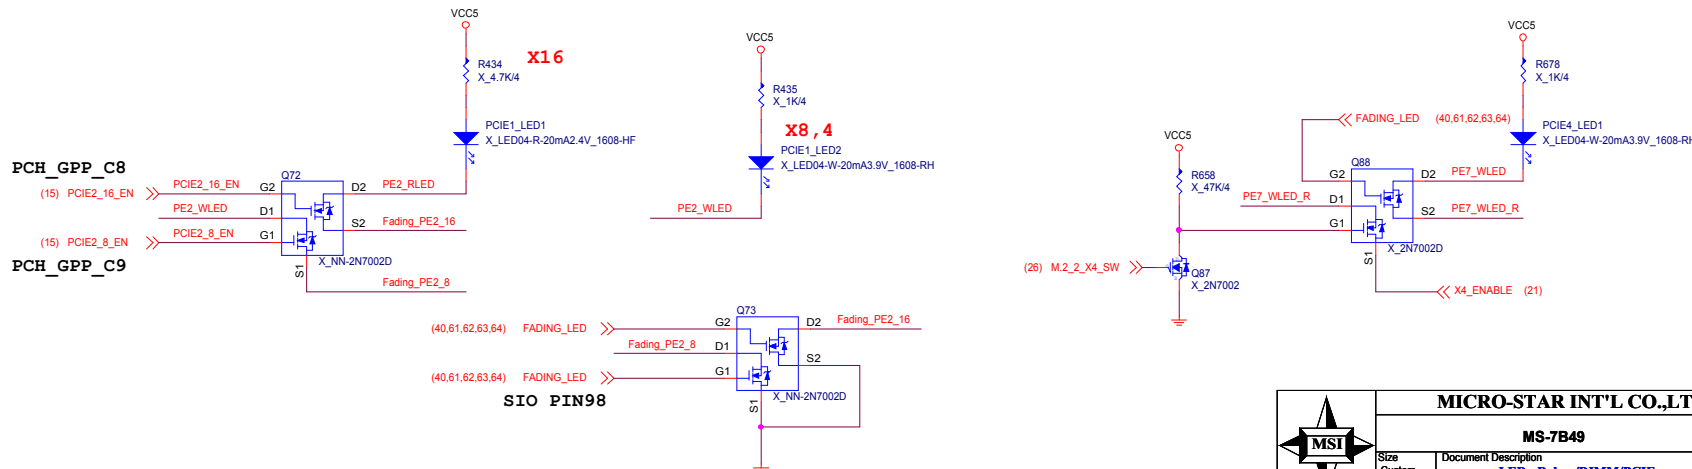 VCC5
R434
X_4.7K/4
X16
PCIE1_LED1
X_LED04-R-20mA2.4V_1608-HF
PCH_GPP_C8
(15) PCIE2_16_EN
PCIE2_16_EN
G2
Q72
D2
PE2_RLED
PE2_WLED
D1
S2
Fading_PE2_16
(15) PCIE2_8_EN
PCIE2_8_EN
G1
PCH_GPP_C9
S1
X_NN-2N7002D
Fading_PE2_8
VCC5
R435
X_1K/4
X8,4
PCIE1_LED2
X_LED04-W-20mA3.9V_1608-RH
PE2_WLED
(40,61,62,63,64) FADING_LED
G2
Q73
D2
Fading_PE2_16
Fading_PE2_8
D1
S2
(40,61,62,63,64) FADING_LED
G1
SIO PIN98
S1
X_NN-2N7002D
VCC5
R678
X_1K/4
FADING_LED (40,61,62,63,64)
PCIE4_LED1
X_LED04-W-20mA3.9V_1608-RH
VCC5
R658
X_47K/4
Q88
G2
D2
PE7_WLED
PE7_WLED_R
D1
S2
PE7_WLED_R
G1
X_2N7002D
S1
(26) M.2_2_X4_SW
Q87
X_2N7002
X4_ENABLE (21)
MICRO-STAR INT'L CO.,LT
MSI
MS-7B49
Size
Document Description